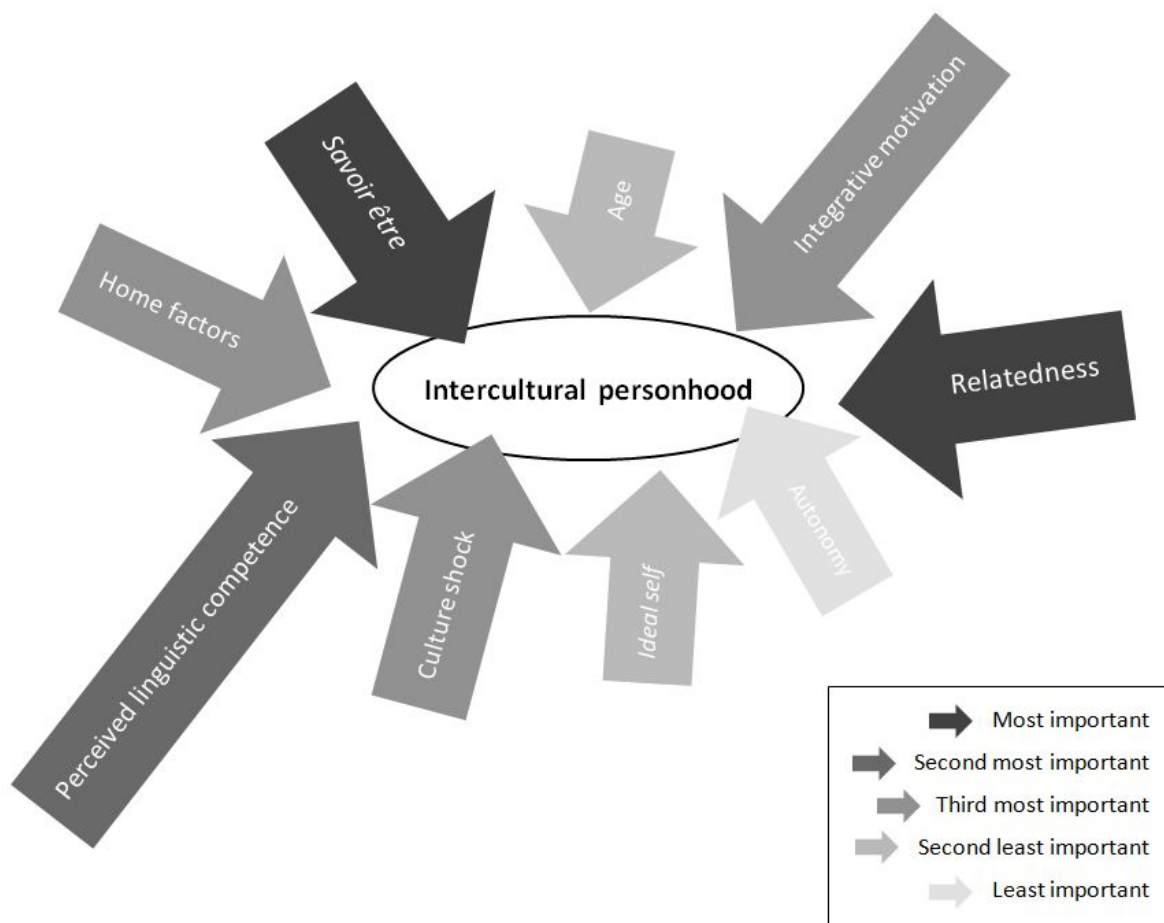 Savoir être
Age
Integrative motivation
Home factors
Relatedness
Intercultural personhood
Perceived linguistic competence
Culture shock
Ideal self
Autonomy
Most important
Second most important
Third most important
Second least important
Least important